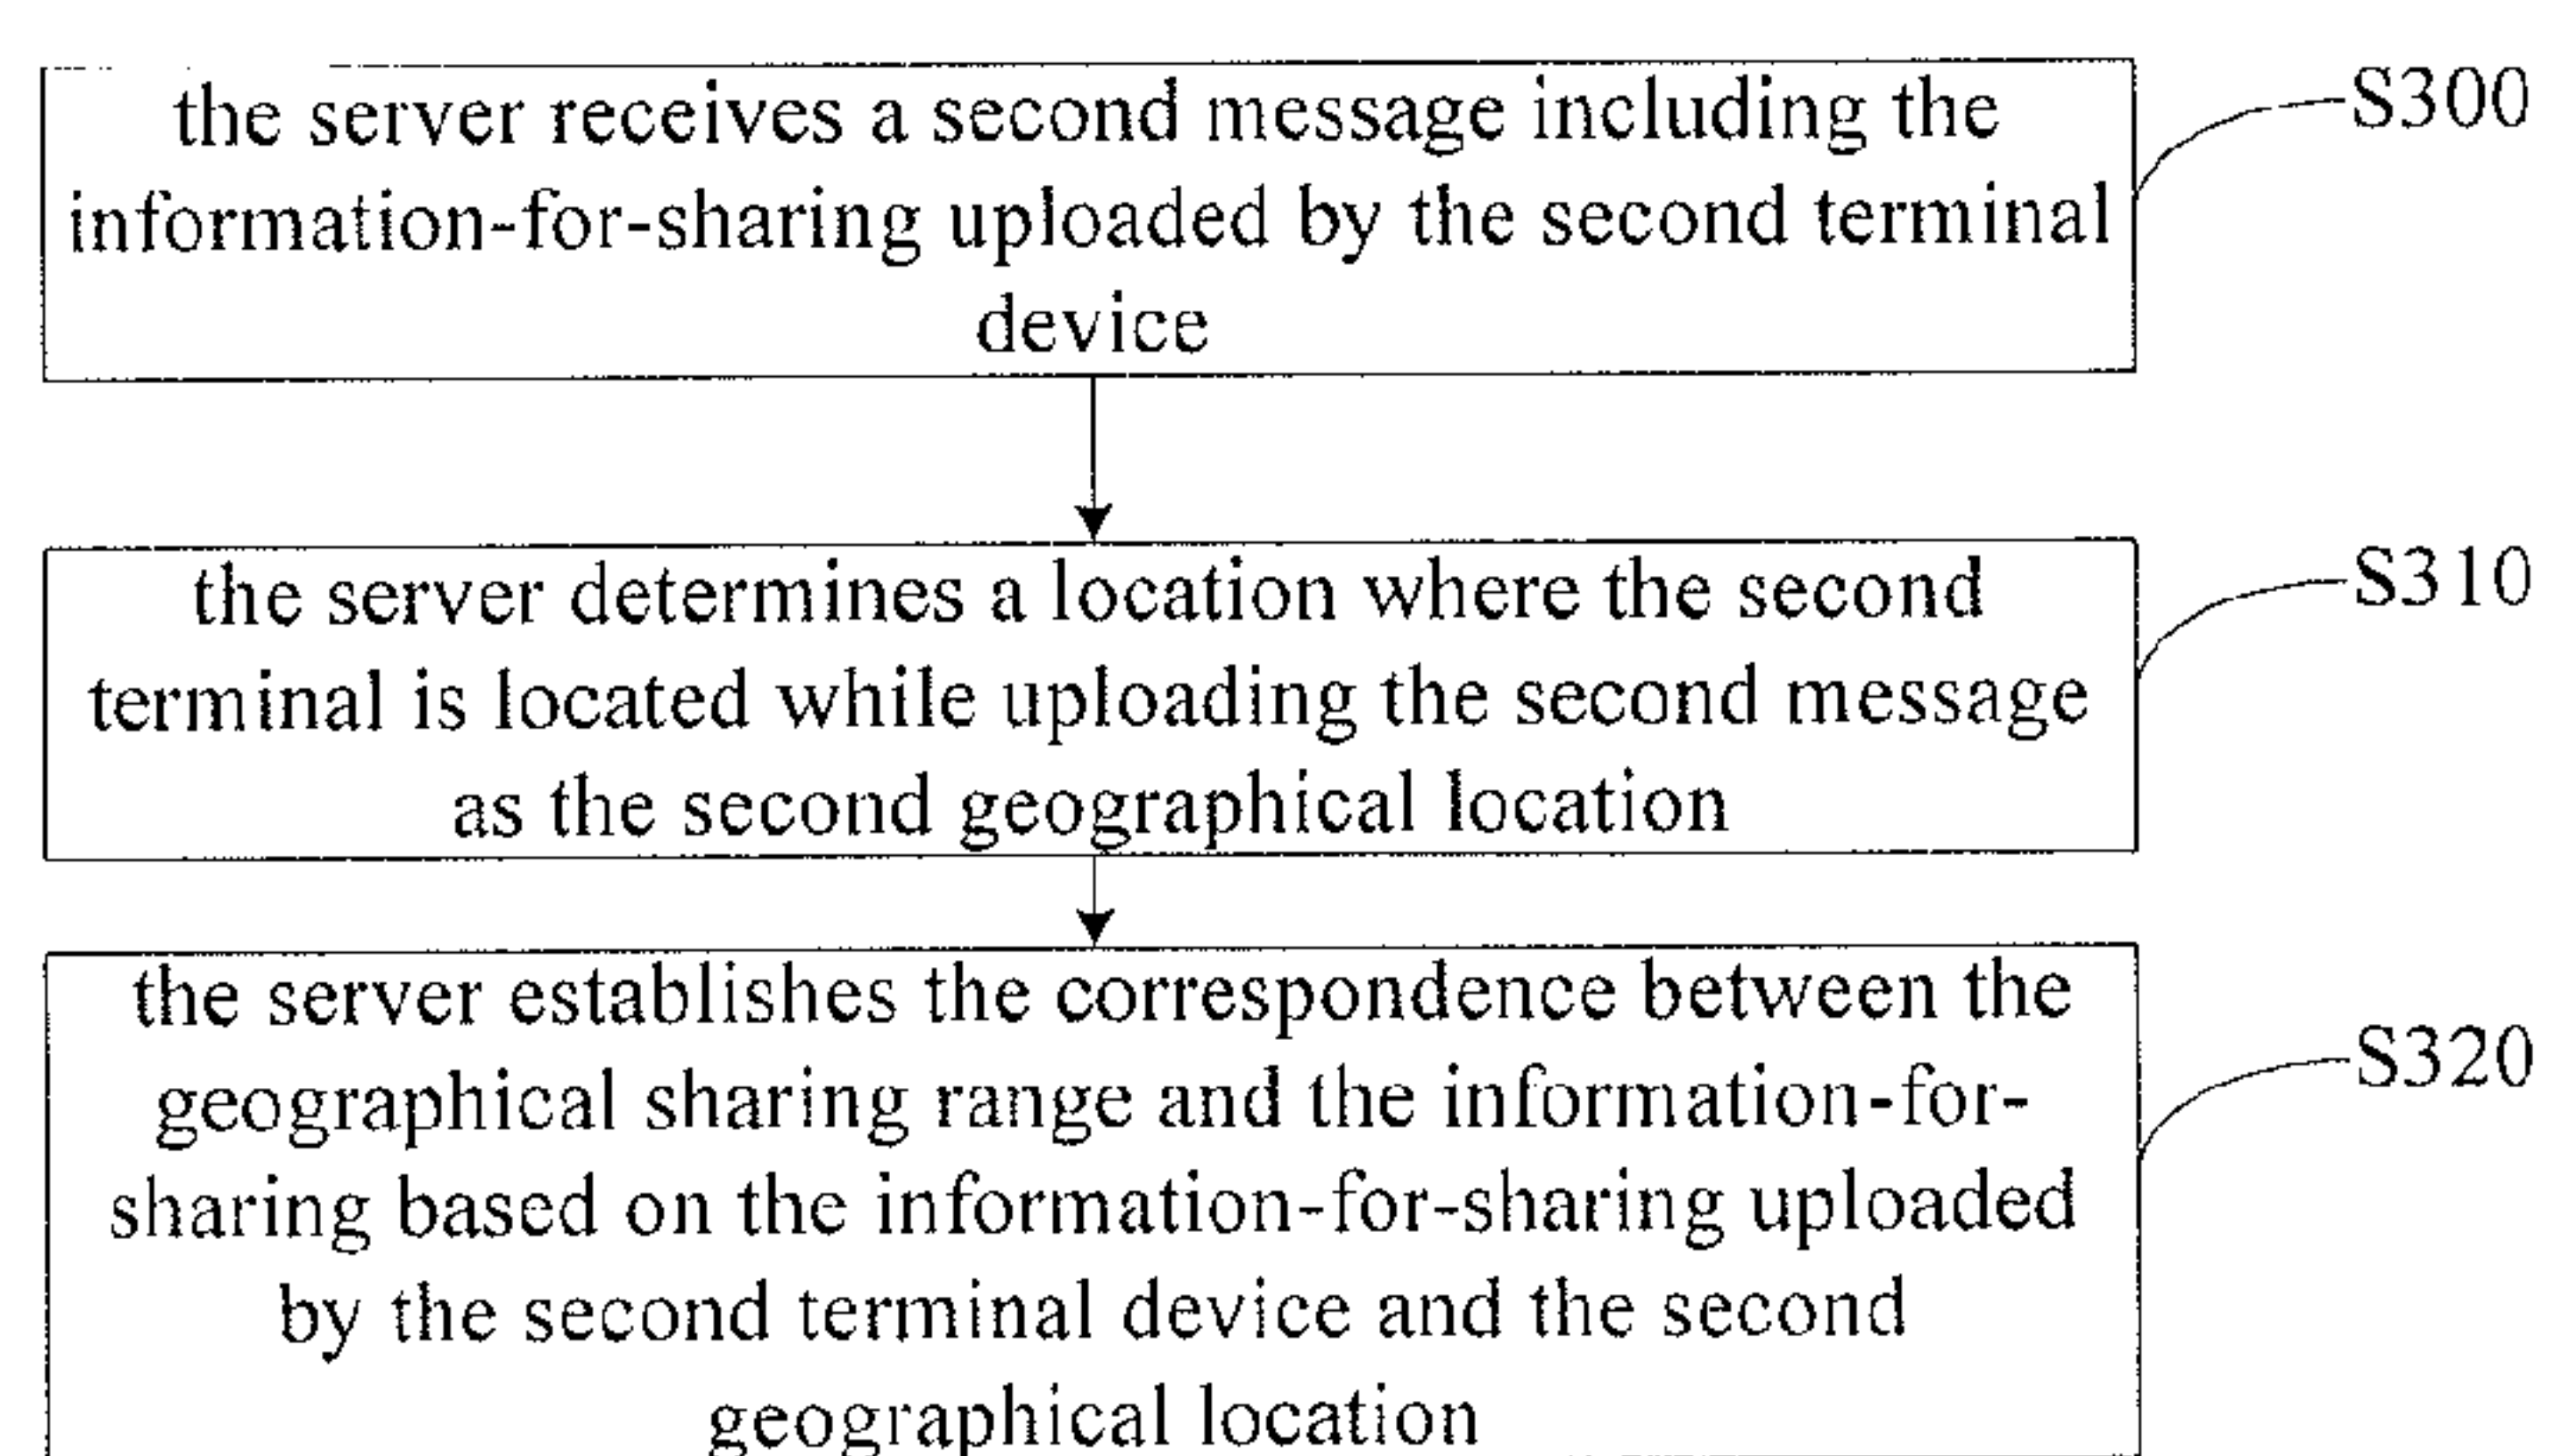 the server receives a second message including the
information-for-sharing uploaded by the second terminal
device
S300
the server determines a location where the second
terminal is located while uploading the second message
as the second geographical location
S310
the server establishes the correspondence between the
geographical sharing range and the information-for-
sharing based on the information-for-sharing uploaded
by the second terminal device and the second
geographical location
S320